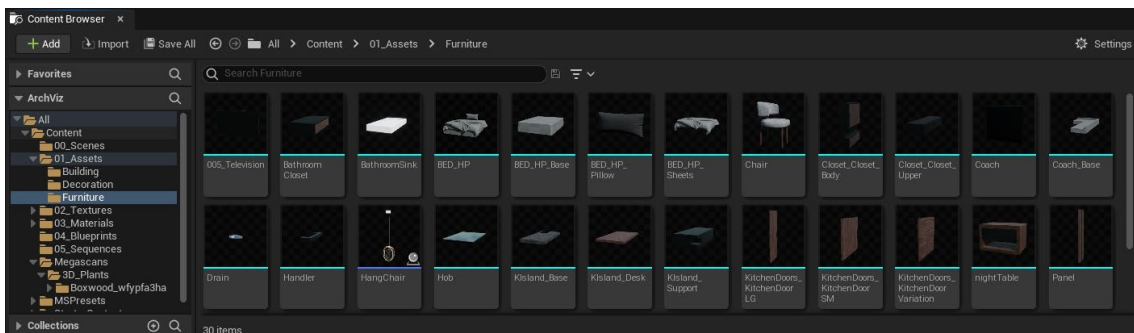 Content Browser ×
+ Add Import Save All All > Content > 01_Assets > Furniture Settings
Favorites
Search Furniture
ArchViz
All
Content
00_Scenes
01_Assets
Building
Decoration
Furniture
02_Textures
03_Materials
04_Blueprints
05_Sequences
Megascans
3D_Plants
Boxwood_wfypfa3ha
MSPresets
Collections
005_Television
Bathroom
Closet
BathroomSink
BED_HP
BED_HP_Base
BED_HP_
Pillow
BED_HP_
Sheets
Chair
Closet_Closet_
Body
Closet_Closet_
Upper
Coach
Coach_Base
Drain
Handler
HangChair
Hob
KIsland_Base
KIsland_Desk
KIsland_
Support
KitchenDoors_
KitchenDoor
LG
KitchenDoors_
KitchenDoor
SM
KitchenDoors_
KitchenDoor
Variation
nightTable
Panel
30 items